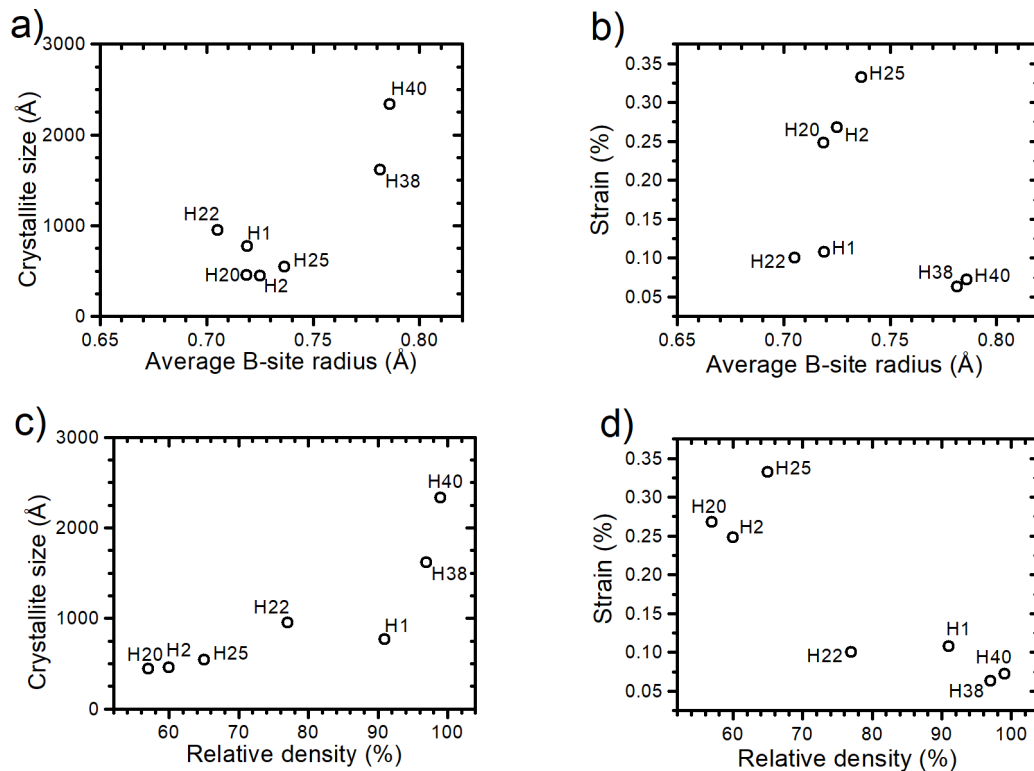 a)
3000
2000
1000
0
Crystallite size (Å)
H40
H38
H22
H1
H20
H2
H25
0.65
0.70
0.75
0.80
Average B-site radius (Å)
b)
0.35
0.30
0.25
0.20
0.15
0.10
0.05
Strain (%)
H25
H20
H2
H22
H1
H38
H40
0.65
0.70
0.75
0.80
Average B-site radius (Å)
c)
3000
2000
1000
0
Crystallite size (Å)
H40
H38
H22
H1
H20
H2
H25
60
70
80
90
100
Relative density (%)
d)
0.35
0.30
0.25
0.20
0.15
0.10
0.05
Strain (%)
H25
H20
H2
H22
H1
H40
H38
60
70
80
90
100
Relative density (%)